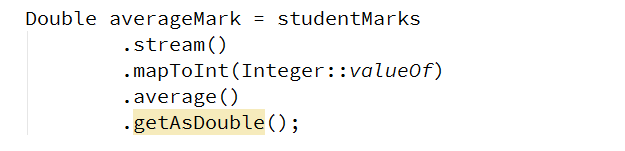 Double averageMark = studentMarks
.stream()
.mapToInt(Integer::valueOf)
.average()
.getAsDouble();